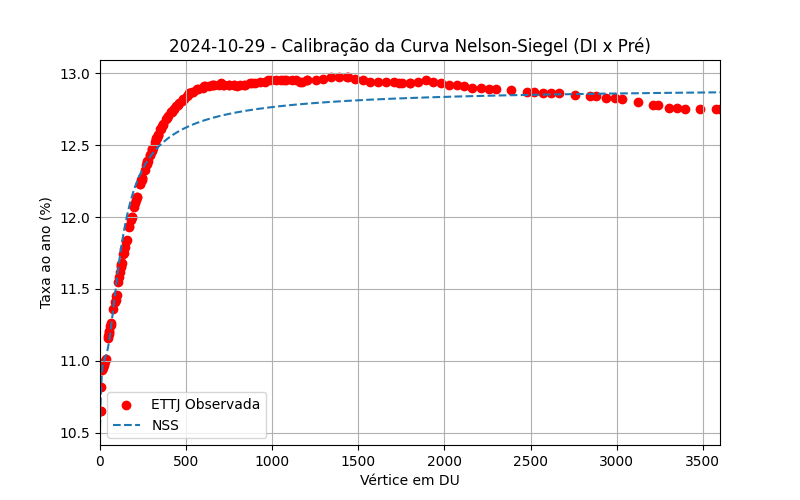 2024-10-29 - Calibração da Curva Nelson-Siegel (DI x Pré)
13.0
12.5
12.0
11.5
11.0
10.5
Taxa ao ano (%)
ETTJ Observada
NSS
0 500 1000 1500 2000 2500 3000 3500
Vértice em DU